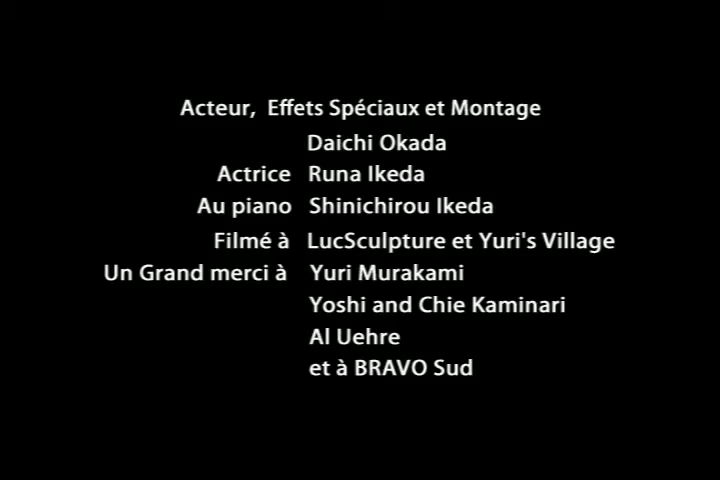 Acteur, Effets Spéciaux et Montage
Daichi Okada
Actrice Runa Ikeda
Au piano Shinichirou Ikeda
Filmé à LucSculpture et Yuri's Village
Un Grand merci à Yuri Murakami
Yoshi and Chie Kaminari
Al Uehre
et à BRAVO Sud